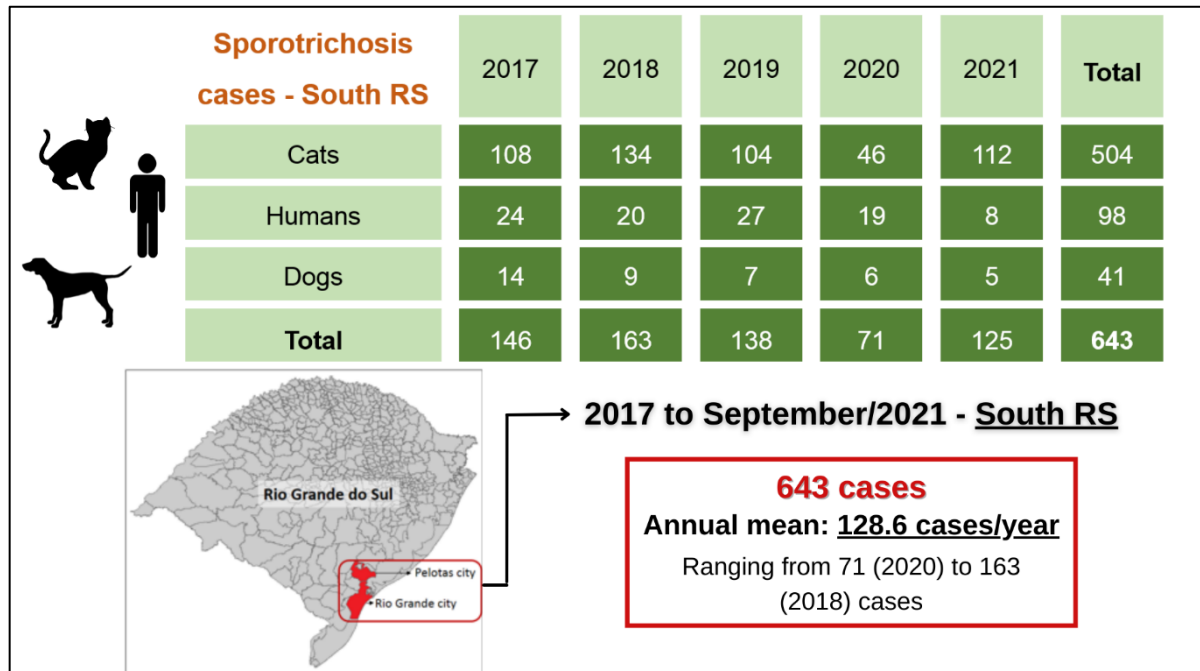 Sporotrichosis
cases - South RS
2017 2018 2019 2020 2021 Total
Cats 108 134 104 46 112 504
Humans 24 20 27 19 8 98
Dogs 14 9 7 6 5 41
Total 146 163 138 71 125 643
2017 to September/2021 - South RS
Rio Grande do Sul
Pelotas city
Rio Grande city
643 cases
Annual mean: 128.6 cases/year
Ranging from 71 (2020) to 163
(2018) cases